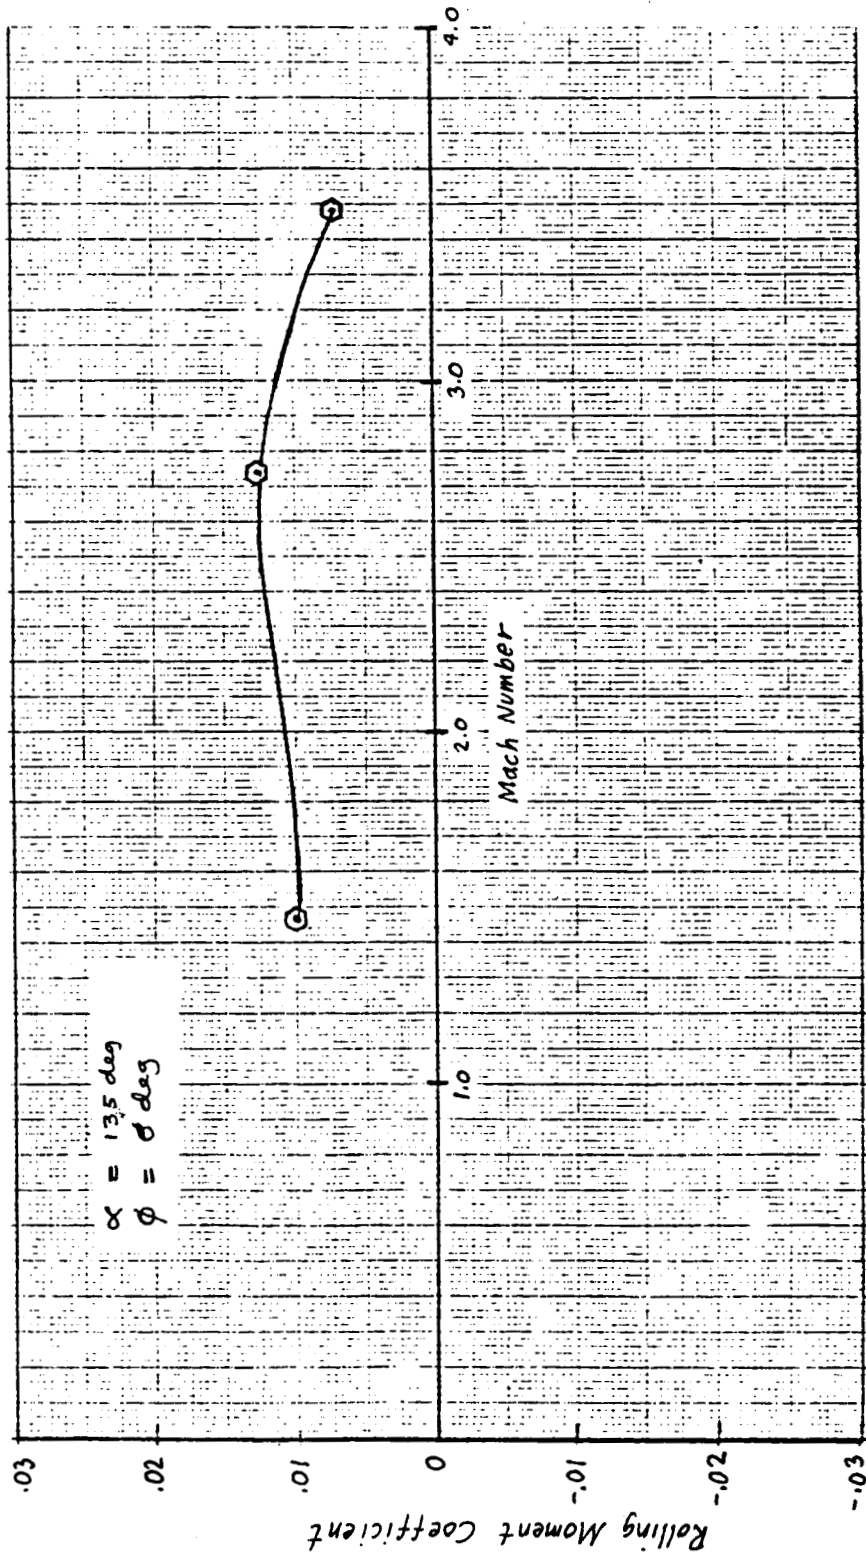 α = 13.5 deg
ϕ = 0 deg
.03
.02
.01
0
-.01
-.02
-.03
Rolling Moment Coefficient
1.0
2.0
3.0
4.0
Mach Number